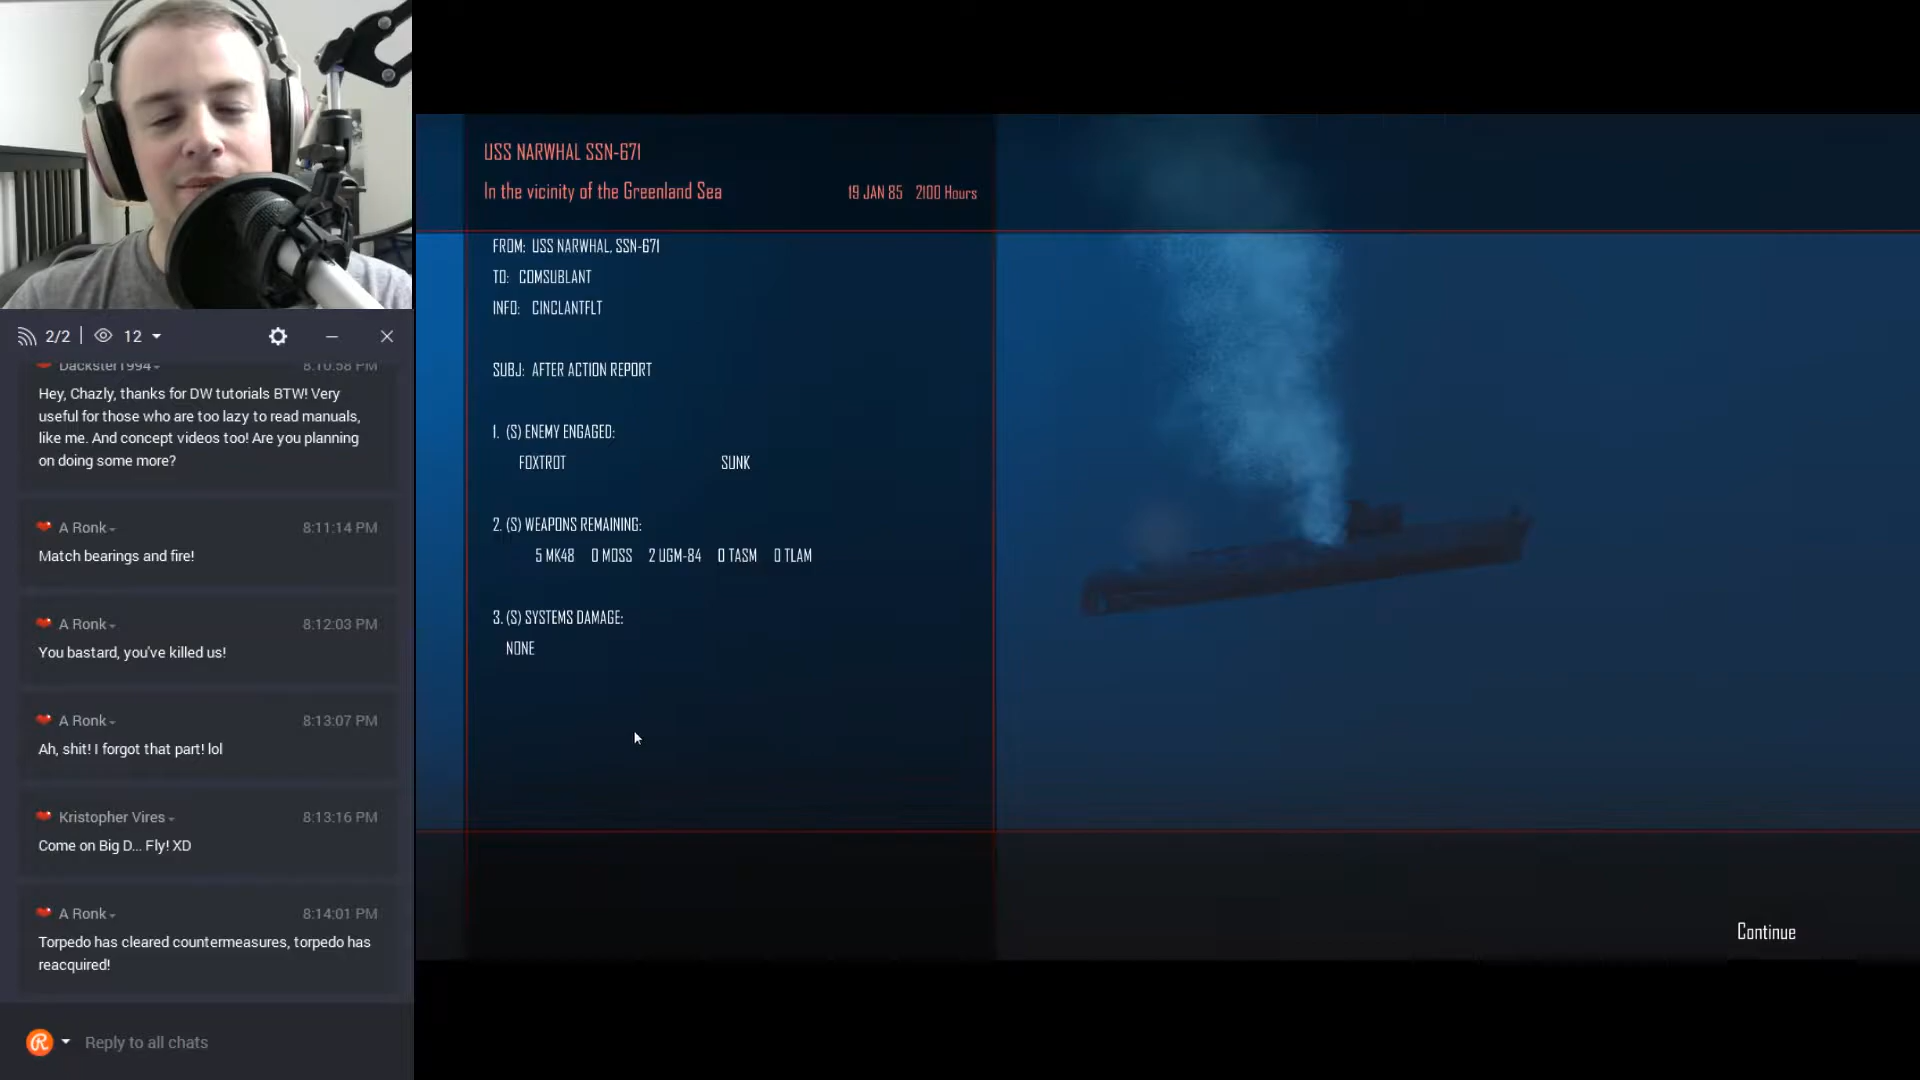 2/2 12
Dackster1994 8:10:58 PM
Hey, Chazly, thanks for DW tutorials BTW! Very
useful for those who are too lazy to read manuals,
like me. And concept videos too! Are you planning
on doing some more?
A Ronk 8:11:14 PM
Match bearings and fire!
A Ronk 8:12:03 PM
You bastard, you've killed us!
A Ronk 8:13:07 PM
Ah, shit! I forgot that part! lol
Kristopher Vires 8:13:16 PM
Come on Big D... Fly! XD
A Ronk 8:14:01 PM
Torpedo has cleared countermeasures, torpedo has
reacquired!
Reply to all chats
USS NARWHAL SSN-671
In the vicinity of the Greenland Sea 19 JAN 85 2100 Hours
FROM: USS NARWHAL, SSN-671
TO: COMSUBLANT
INFO: CINCLANTFLT
SUBJ: AFTER ACTION REPORT
1. (S) ENEMY ENGAGED:
FOXTROT SUNK
2. (S) WEAPONS REMAINING:
5 MK48 0 MOSS 2 UGM-84 0 TASM 0 TLAM
3. (S) SYSTEMS DAMAGE:
NONE
Continue